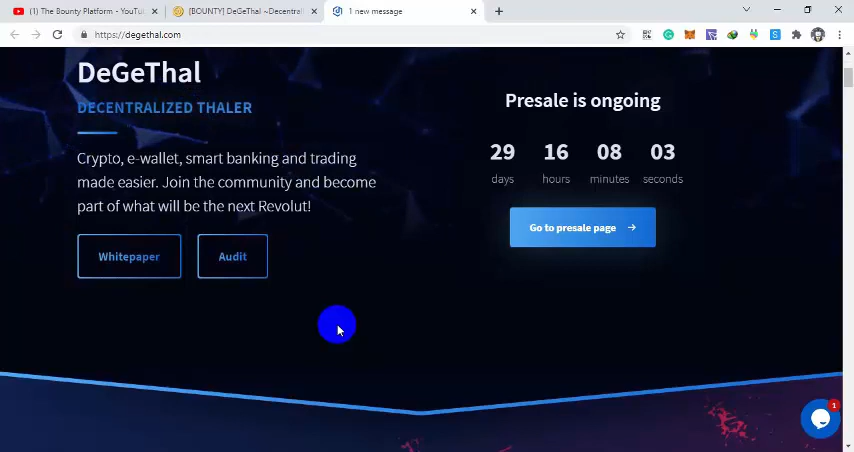 (1) The Bounty Platform - YouTu
[BOUNTY] DeGeThal ~Decentrali
1 new message
https://degethal.com
DeGeThal
DECENTRALIZED THALER
Crypto, e-wallet, smart banking and trading
made easier. Join the community and become
part of what will be the next Revolut!
Whitepaper
Audit
Presale is ongoing
29 16 08 03
days hours minutes seconds
Go to presale page
1